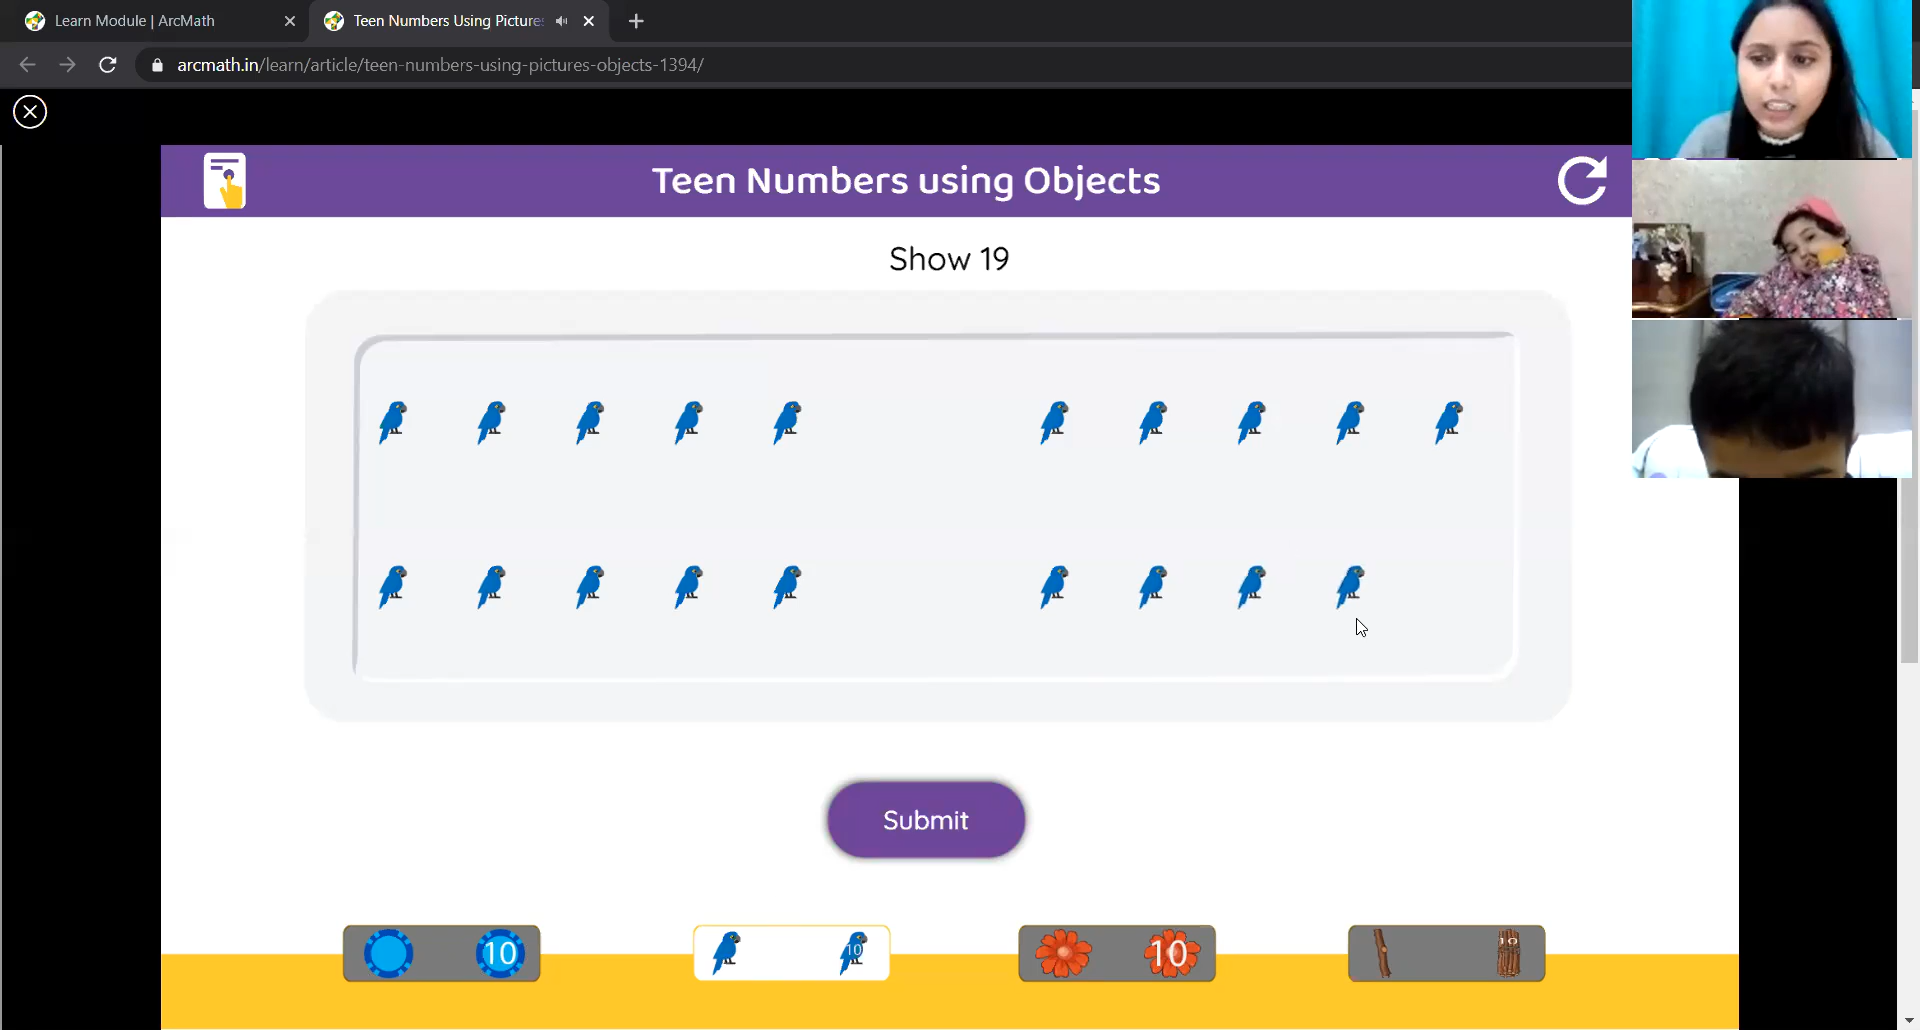 Learn Module | ArcMath
Teen Numbers Using Picture
arcmath.in/learn/article/teen-numbers-using-pictures-objects-1394/
Teen Numbers using Objects
Show 19
Submit
10
10
10
10